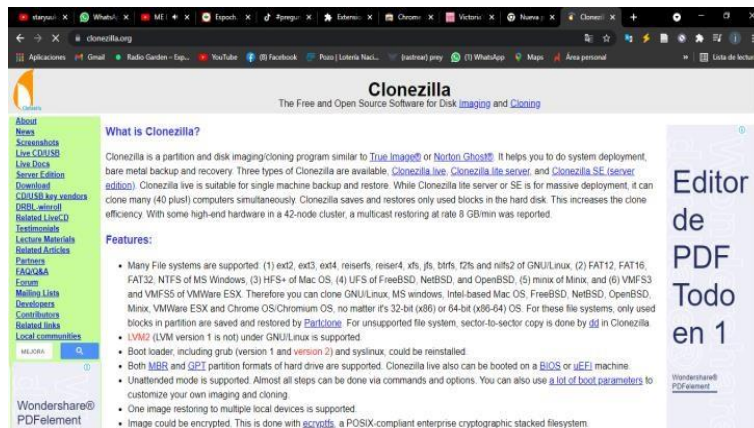 staryuu
WhatsA
ME I
Espoch
#pregun
Extensio
Chrome
Victoria
Nueva p
Clonezil
clonezilla.org
Aplicaciones
Gmail
Radio Garden – Exp...
YouTube
(8) Facebook
Pozo | Lotería Naci...
(rastrear) prey
(1) WhatsApp
Maps
Área personal
Lista de lectur
Clonezilla
The Free and Open Source Software for Disk Imaging and Cloning
About
News
Screenshots
Live CD/USB
Live Docs
Server Edition
Download
CD/USB key vendors
DRBL-winroll
Related LiveCD
Testimonials
Lecture Materials
Related Articles
Partners
FAQ/Q&A
Forum
Mailing Lists
Developers
Contributors
Related links
Local communities
MEJORA
Wondershare®
PDFelement
What is Clonezilla?
Clonezilla is a partition and disk imaging/cloning program similar to True Image® or Norton Ghost®. It helps you to do system deployment,
bare metal backup and recovery. Three types of Clonezilla are available, Clonezilla live, Clonezilla lite server, and Clonezilla SE (server
edition). Clonezilla live is suitable for single machine backup and restore. While Clonezilla lite server or SE is for massive deployment, it can
clone many (40 plus!) computers simultaneously. Clonezilla saves and restores only used blocks in the hard disk. This increases the clone
efficiency. With some high-end hardware in a 42-node cluster, a multicast restoring at rate 8 GB/min was reported.
Features:
• Many File systems are supported: (1) ext2, ext3, ext4, reiserfs, reiser4, xfs, jfs, btrfs, f2fs and nilfs2 of GNU/Linux, (2) FAT12, FAT16,
FAT32, NTFS of MS Windows, (3) HFS+ of Mac OS, (4) UFS of FreeBSD, NetBSD, and OpenBSD, (5) minix of Minix, and (6) VMFS3
and VMFS5 of VMWare ESX. Therefore you can clone GNU/Linux, MS windows, Intel-based Mac OS, FreeBSD, NetBSD, OpenBSD,
Minix, VMWare ESX and Chrome OS/Chromium OS, no matter it's 32-bit (x86) or 64-bit (x86-64) OS. For these file systems, only used
blocks in partition are saved and restored by Partclone. For unsupported file system, sector-to-sector copy is done by dd in Clonezilla.
• LVM2 (LVM version 1 is not) under GNU/Linux is supported.
• Boot loader, including grub (version 1 and version 2) and syslinux, could be reinstalled.
• Both MBR and GPT partition formats of hard drive are supported. Clonezilla live also can be booted on a BIOS or uEFI machine.
• Unattended mode is supported. Almost all steps can be done via commands and options. You can also use a lot of boot parameters to
customize your own imaging and cloning.
• One image restoring to multiple local devices is supported.
• Image could be encrypted. This is done with ecryptfs, a POSIX-compliant enterprise cryptographic stacked filesystem.
Editor
de
PDF
Todo
en 1
Wondershare®
PDFelement